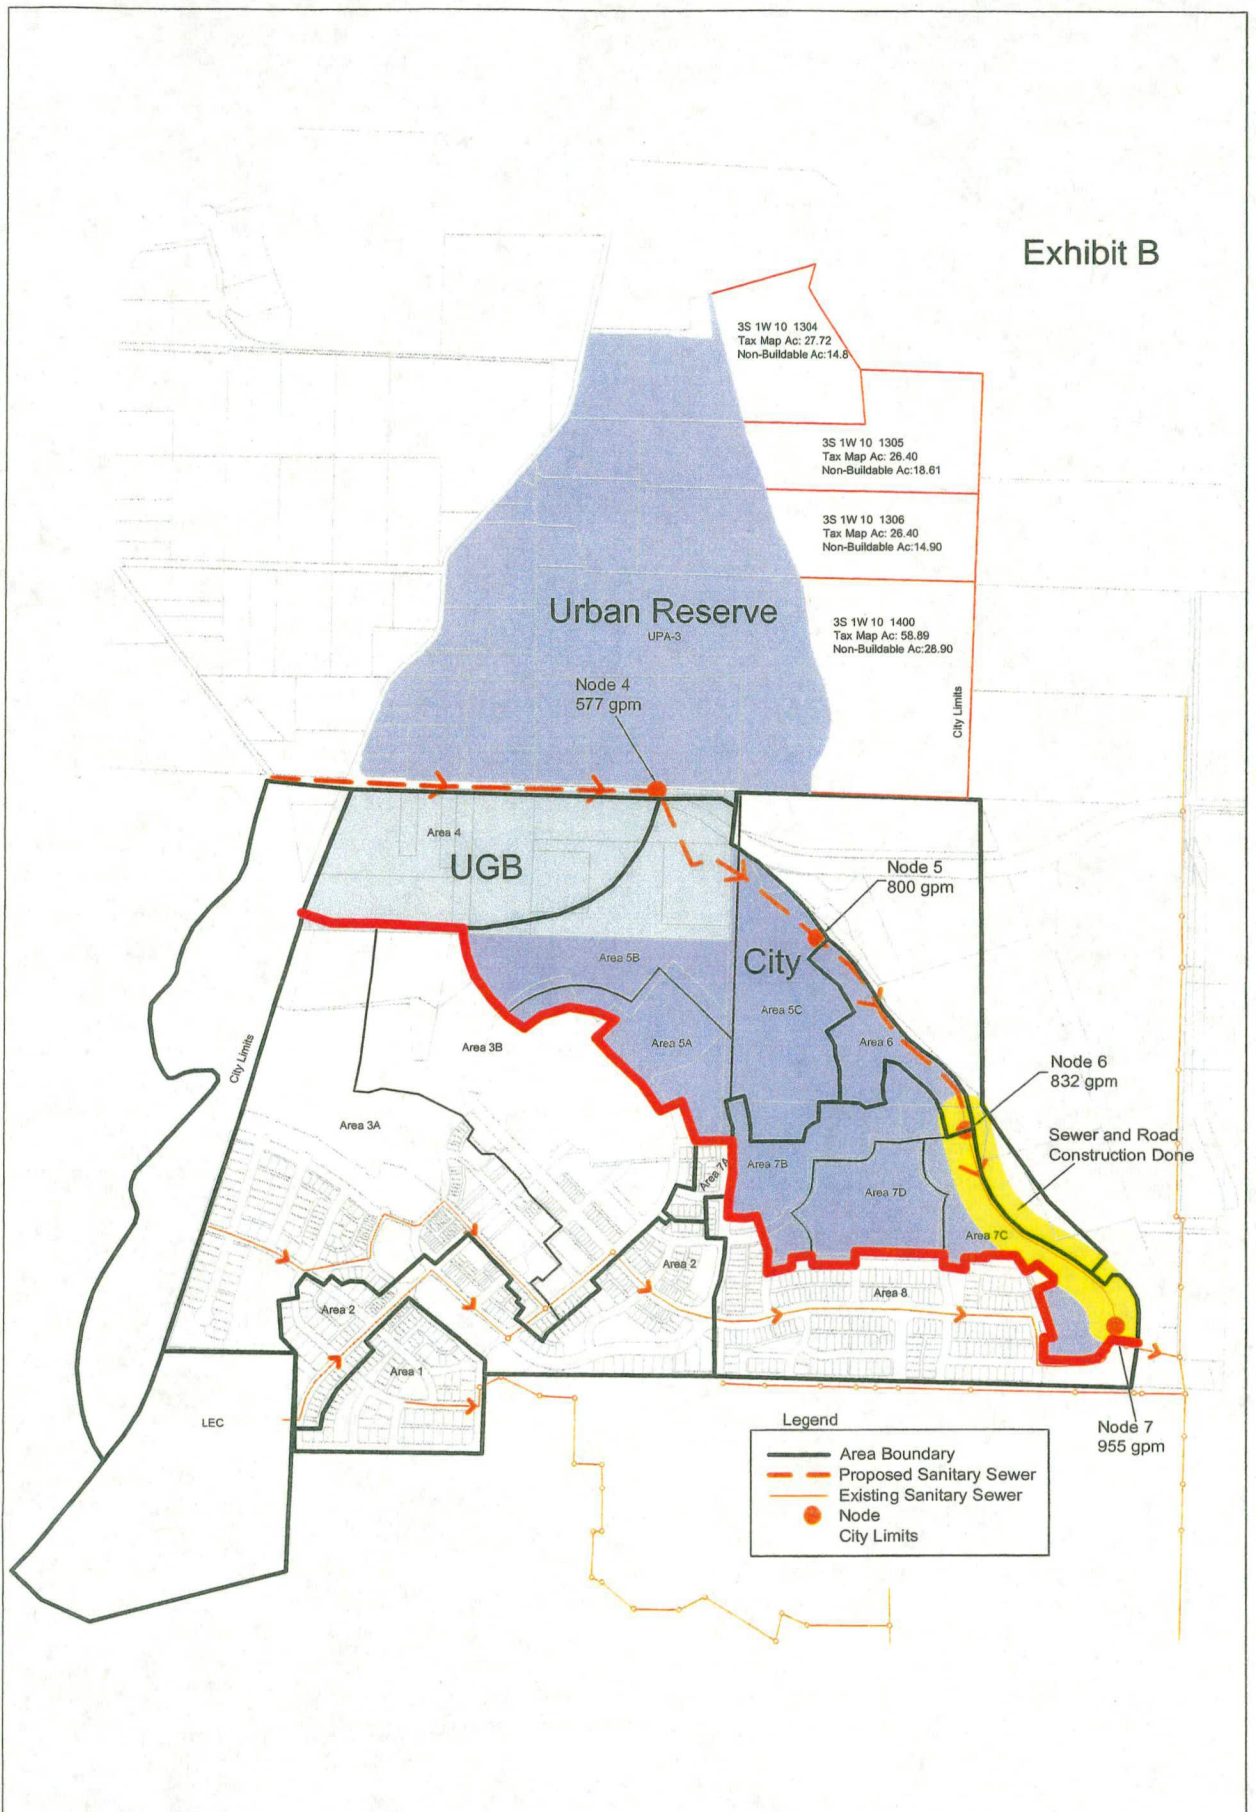 Exhibit B
3S 1W 10 1304
Tax Map Ac: 27.72
Non-Buildable Ac:14.8
3S 1W 10 1305
Tax Map Ac: 26.40
Non-Buildable Ac:18.61
3S 1W 10 1306
Tax Map Ac: 26.40
Non-Buildable Ac:14.90
Urban Reserve
UPA-3
3S 1W 10 1400
Tax Map Ac: 58.89
Non-Buildable Ac:28.90
Node 4
577 gpm
City Limits
Area 4
UGB
Node 5
800 gpm
Area 5B
City
Area 5C
City Limits
Area 3B
Area 5A
Area 6
Node 6
832 gpm
Area 3A
Sewer and Road
Construction Done
Area 7A
Area 7B
Area 7D
Area 7C
Area 2
Area 2
Area 8
Area 1
LEC
Node 7
955 gpm
Legend
Area Boundary
Proposed Sanitary Sewer
Existing Sanitary Sewer
Node
City Limits